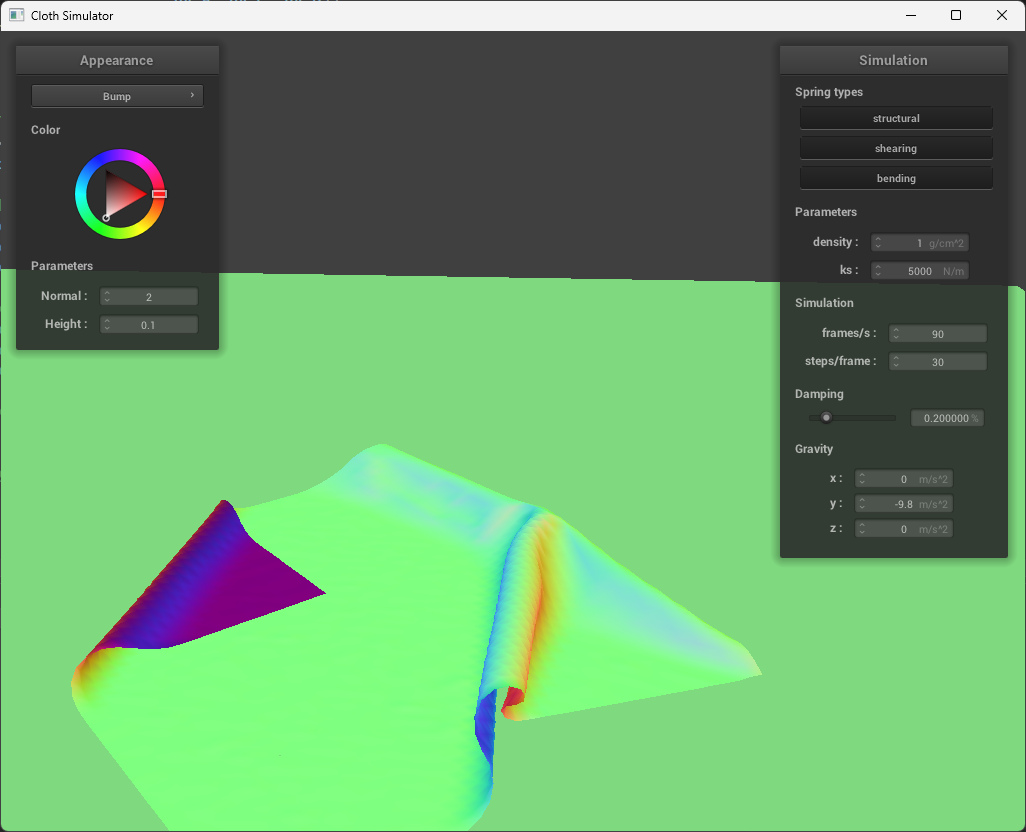 Cloth Simulator
Appearance
Bump
Color
Parameters
Normal : 2
Height : 0.1
Simulation
Spring types
structural
shearing
bending
Parameters
density : 1 g/cm^2
ks : 5000 N/m
Simulation
frames/s : 90
steps/frame : 30
Damping
0.200000 %
Gravity
x : 0 m/s^2
y : -9.8 m/s^2
z : 0 m/s^2